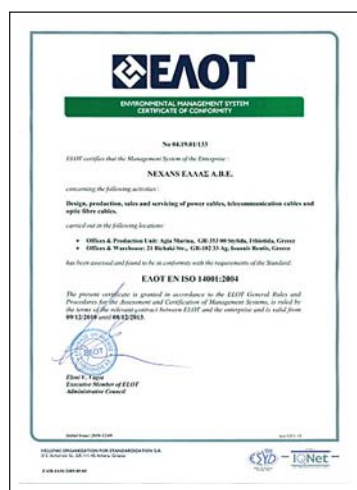 ΕΛΟΤ
ENVIRONMENTAL MANAGEMENT SYSTEM
CERTIFICATE OF CONFORMITY
No 04.19.01/133
ELOT certifies that the Management System of the Enterprise :
NEXANS ΕΛΛΑΣ Α.Β.Ε.
concerning the following activities :
Design, production, sales and servicing of power cables, telecommunication cables and
optic fibre cables.
carried out in the following locations:
• Offices & Production Unit: Agia Marina, GR-353 00 Stylida, Fthiotida, Greece
• Offices & Warehouse: 21 Bichaki Str., GR-182 33 Ag. Ioannis Rentis, Greece
has been assessed and found to be in conformity with the requirements of the Standard:
ΕΛΟΤ EN ISO 14001:2004
The present certificate is granted in accordance to the ELOT General Rules and
Procedures for the Assessment and Certification of Management Systems, is ruled by
the terms of the relevant contract between ELOT and the enterprise and is valid from
09/12/2010 until 08/12/2013.
ΕΛΟΤ
Executive Member of ELOT
Administrative Council
HELLENIC ORGANISATION FOR STANDARDIZATION S.A.
ESYD
IQNet